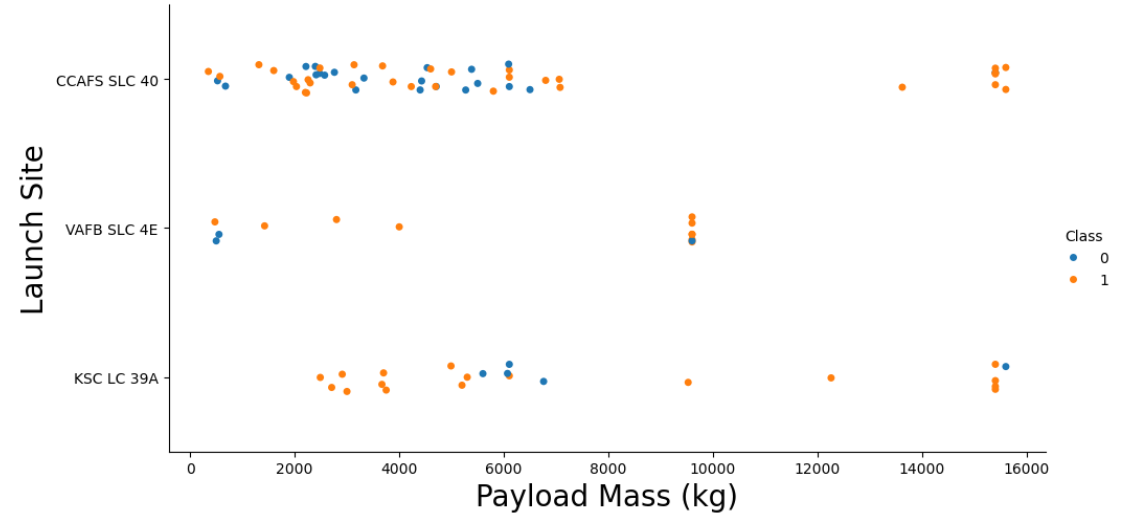 Launch Site
CCAFS SLC 40
VAFB SLC 4E
KSC LC 39A
0 2000 4000 6000 8000 10000 12000 14000 16000
Payload Mass (kg)
Class
0
1